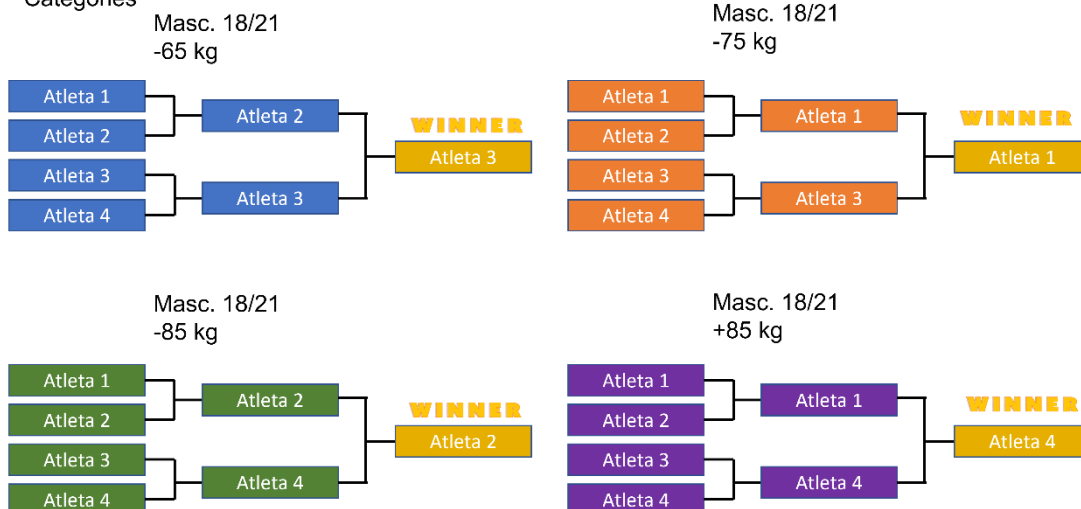 Categories
Masc. 18/21
-65 kg
Atleta 1
Atleta 2
Atleta 3
Atleta 4
Atleta 2
Atleta 3
WINNER
Atleta 3
Masc. 18/21
-75 kg
Atleta 1
Atleta 2
Atleta 3
Atleta 4
Atleta 1
Atleta 3
WINNER
Atleta 1
Masc. 18/21
-85 kg
Atleta 1
Atleta 2
Atleta 3
Atleta 4
Atleta 2
Atleta 4
WINNER
Atleta 2
Masc. 18/21
+85 kg
Atleta 1
Atleta 2
Atleta 3
Atleta 4
Atleta 1
Atleta 4
WINNER
Atleta 4